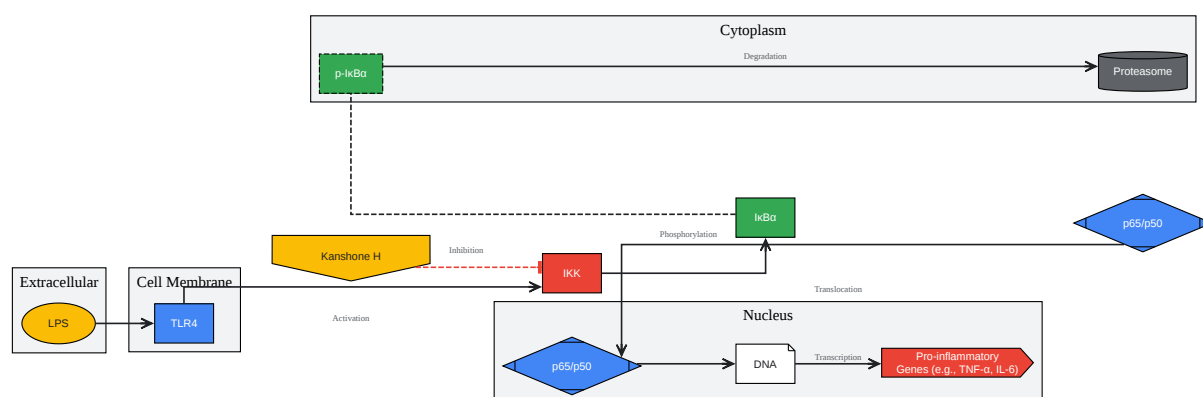 Cytoplasm
Degradation
p-IκBα
Proteasome
IκBα
p65/p50
Phosphorylation
Kanshone H
Inhibition
IKK
Extracellular
Cell Membrane
Translocation
LPS
TLR4
Activation
Nucleus
p65/p50
DNA
Transcription
Pro-inflammatory
Genes (e.g., TNF-α, IL-6)